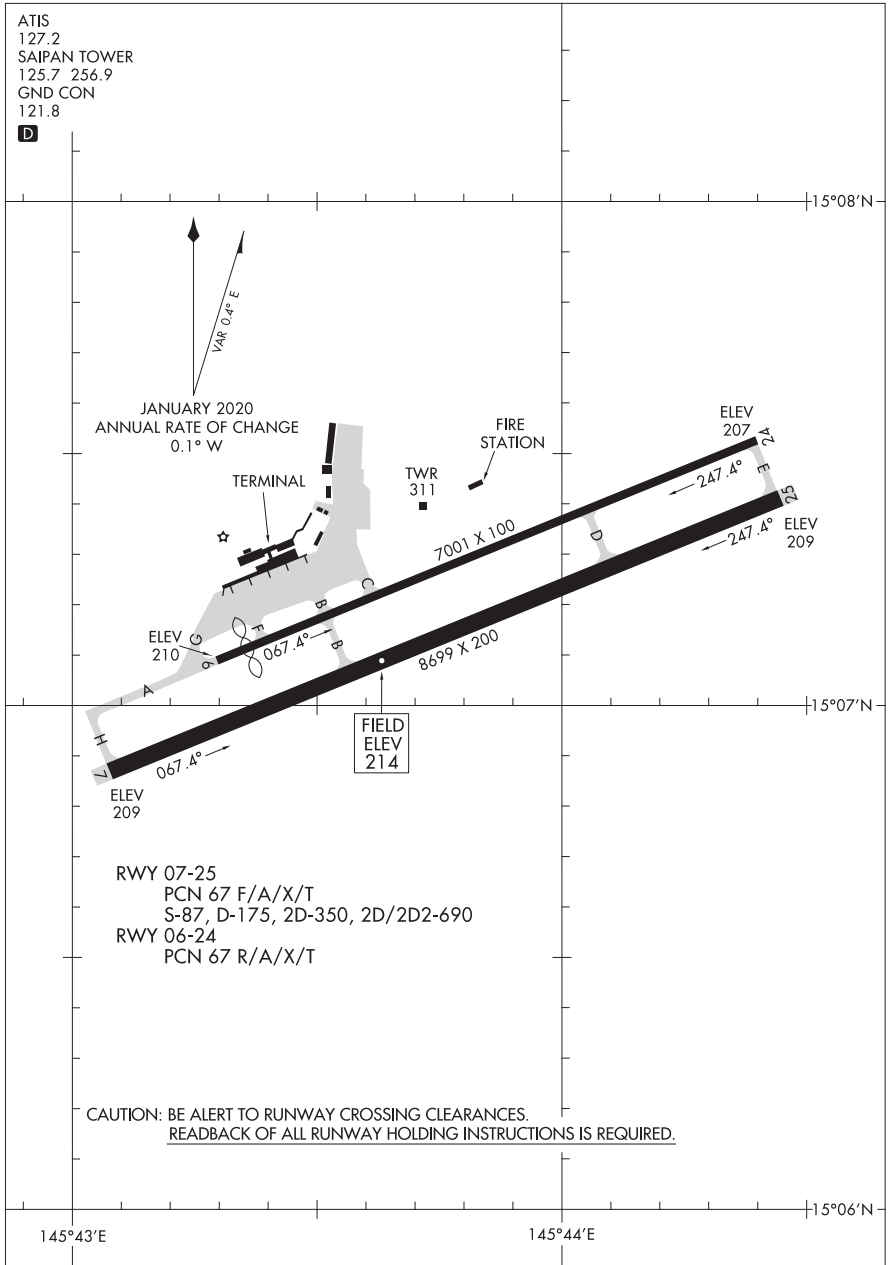 ATIS
127.2
SAIPAN TOWER
125.7 256.9
GND CON
121.8
D
15°08'N
VAR 0.4° E
JANUARY 2020
ANNUAL RATE OF CHANGE
0.1° W
FIRE
STATION
ELEV
207
24
TERMINAL
TWR
311
247.4°
E
25
ELEV
209
247.4°
7001 X 100
D
C
B
F
G
ELEV
210
6
067.4°
B
8699 X 200
A
15°07'N
FIELD
ELEV
214
H
7
067.4°
ELEV
209
RWY 07-25
PCN 67 F/A/X/T
S-87, D-175, 2D-350, 2D/2D2-690
RWY 06-24
PCN 67 R/A/X/T
CAUTION: BE ALERT TO RUNWAY CROSSING CLEARANCES.
READBACK OF ALL RUNWAY HOLDING INSTRUCTIONS IS REQUIRED.
15°06'N
145°43'E
145°44'E